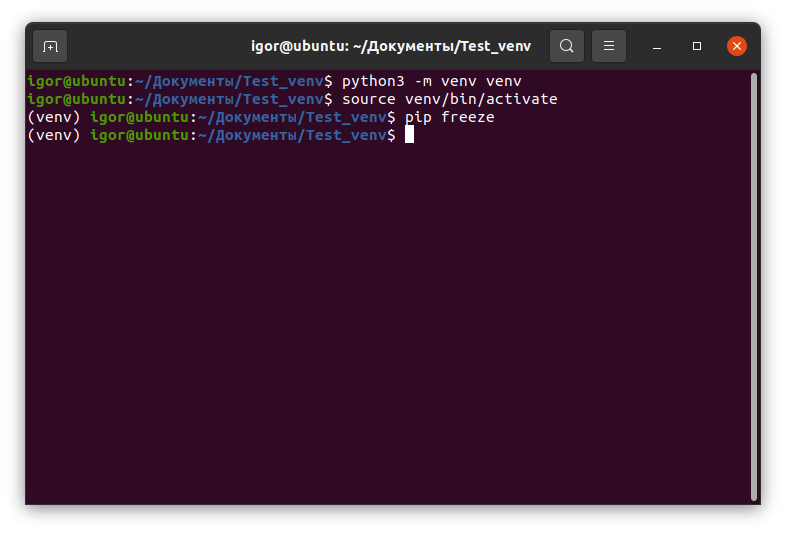 igor@ubuntu: ~/Документы/Test_venv
igor@ubuntu:~/Документы/Test_venv$ python3 -m venv venv
igor@ubuntu:~/Документы/Test_venv$ source venv/bin/activate
(venv) igor@ubuntu:~/Документы/Test_venv$ pip freeze
(venv) igor@ubuntu:~/Документы/Test_venv$